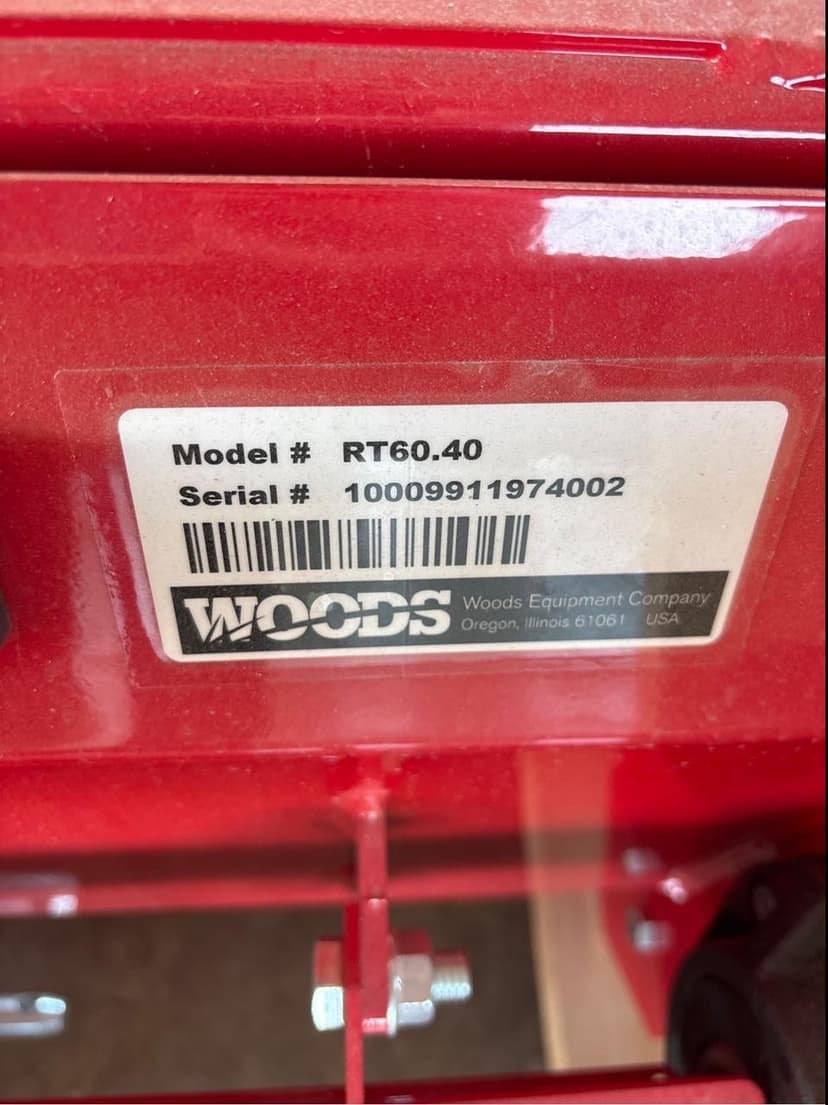 Model # RT60.40
Serial # 10009911974002
WOODS Woods Equipment Company
Oregon, Illinois 61061 USA